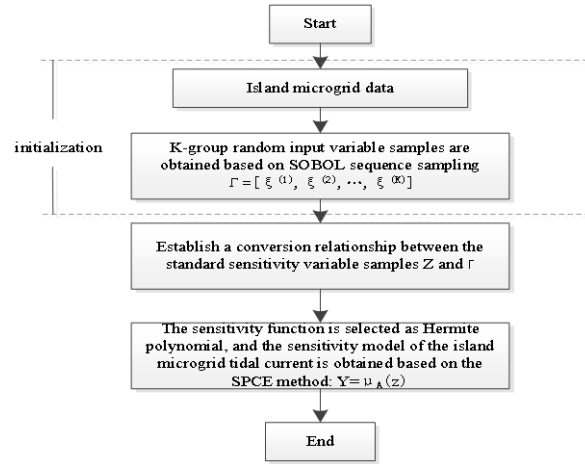 Start
Island microgrid data
initialization
K-group random input variable samples are
obtained based on SOBOL sequence sampling
Γ=[ ξ⁽¹⁾, ξ⁽²⁾, ⋯, ξ⁽ᴷ⁾]
Establish a conversion relationship between the
standard sensitivity variable samples Z and Γ
The sensitivity function is selected as Hermite
polynomial, and the sensitivity model of the island
microgrid tidal current is obtained based on the
SPCE method: Y=μ_A(z)
End